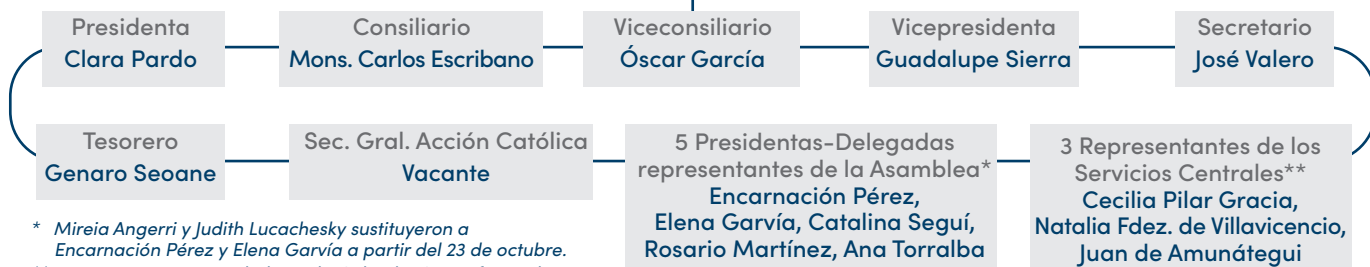 Presidenta
Clara Pardo
Consiliario
Mons. Carlos Escribano
Viceconsiliario
Óscar García
Vicepresidenta
Guadalupe Sierra
Secretario
José Valero
Tesorero
Genaro Seoane
Sec. Gral. Acción Católica
Vacante
5 Presidentas-Delegadas
representantes de la Asamblea*
Encarnación Pérez,
Elena Garvía, Catalina Seguí,
Rosario Martínez, Ana Torralba
3 Representantes de los
Servicios Centrales**
Cecilia Pilar Gracia,
Natalia Fdez. de Villavicencio,
Juan de Amunátegui
* Mireia Angerri y Judith Lucachesky sustituyeron a
Encarnación Pérez y Elena Garvía a partir del 23 de octubre.